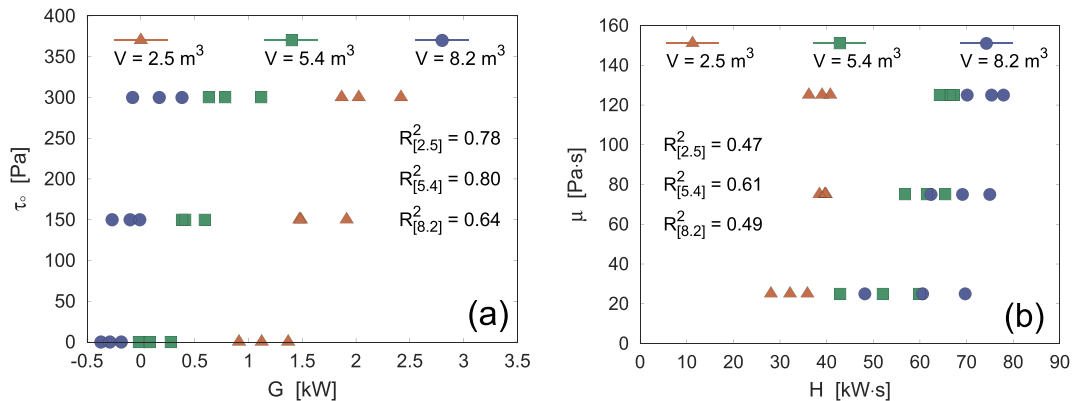 400
350
300
250
200
150
100
50
0
τ₀ [Pa]
V = 2.5 m³
V = 5.4 m³
V = 8.2 m³
R²[2.5] = 0.78
R²[5.4] = 0.80
R²[8.2] = 0.64
(a)
-0.5 0 0.5 1 1.5 2 2.5 3 3.5
G [kW]
160
140
120
100
80
60
40
20
0
μ [Pa·s]
V = 2.5 m³
V = 5.4 m³
V = 8.2 m³
R²[2.5] = 0.47
R²[5.4] = 0.61
R²[8.2] = 0.49
(b)
0 10 20 30 40 50 60 70 80 90
H [kW·s]